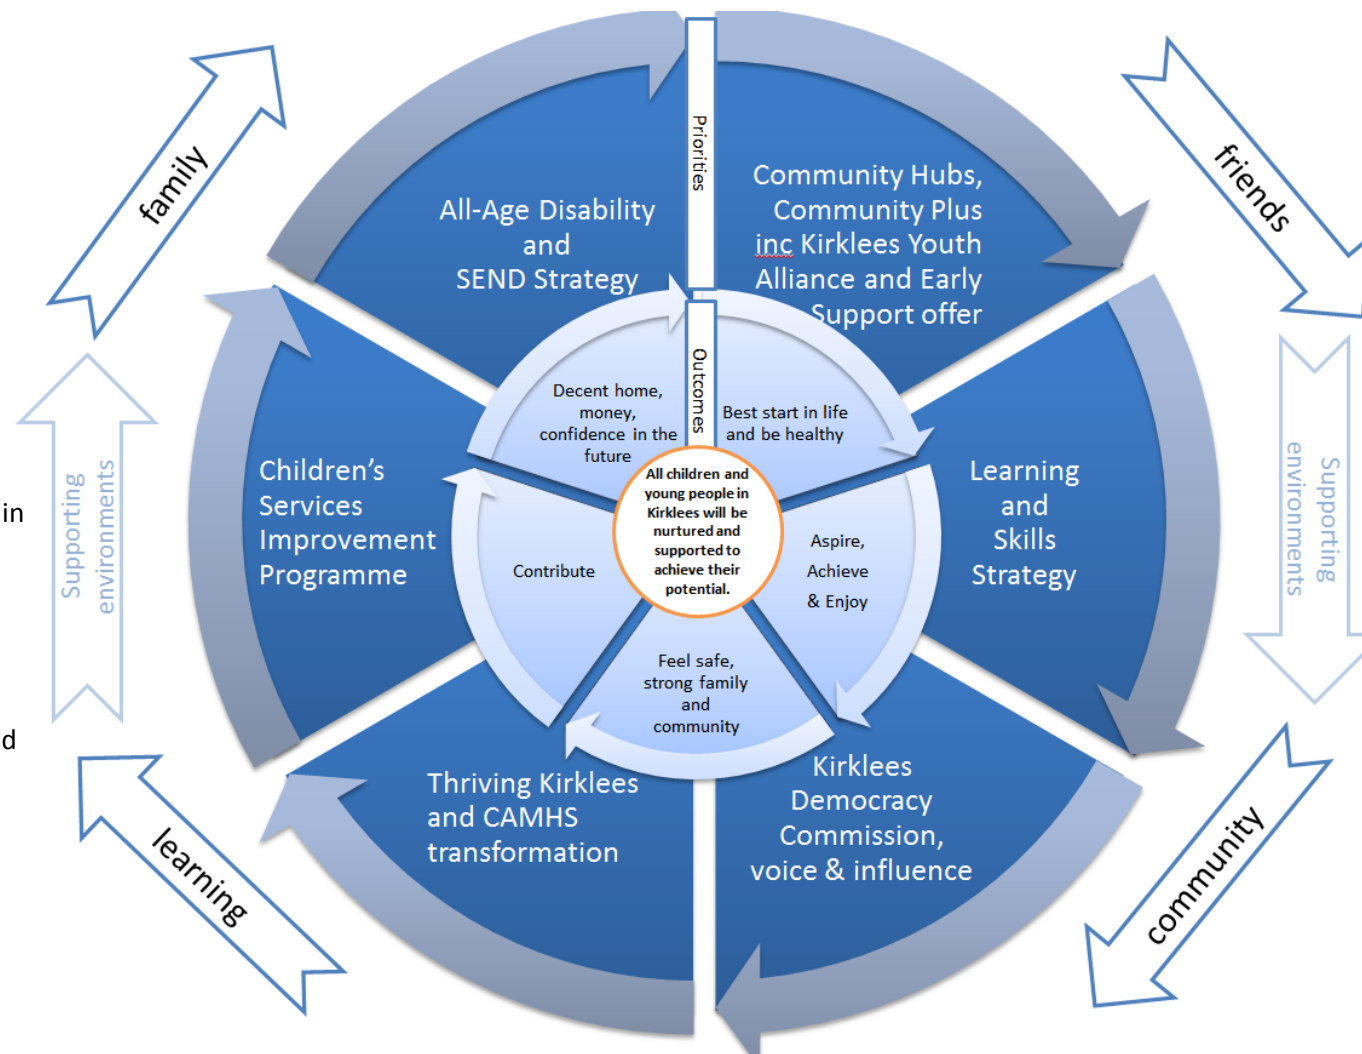 family
friends
Priorities
All-Age Disability
and
SEND Strategy
Community Hubs,
Community Plus
inc Kirklees Youth
Alliance and Early
Support offer
Outcomes
Decent home,
money,
confidence in the
future
Best start in life
and be healthy
Supporting
environments
Children’s
Services
Improvement
Programme
All children and
young people in
Kirklees will be
nurtured and
supported to
achieve their
potential.
Learning
and
Skills
Strategy
Supporting
environments
in
Contribute
Aspire,
Achieve
& Enjoy
Feel safe,
strong family
and
community
d
Thriving Kirklees
and CAMHS
transformation
Kirklees
Democracy
Commission,
voice & influence
learning
community